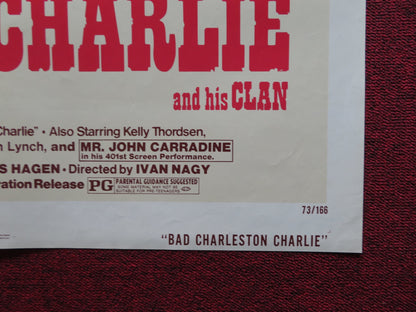 CHARLIE
and his CLAN
Charlie" • Also Starring Kelly Thordsen,
Lynch, and MR. JOHN CARRADINE
in his 401st Screen Performance.
HAGEN • Directed by IVAN NAGY
Release PG PARENTAL GUIDANCE SUGGESTED
SOME MATERIAL MAY NOT BE
SUITABLE FOR PRE-TEENAGERS
73/166
"BAD CHARLESTON CHARLIE"